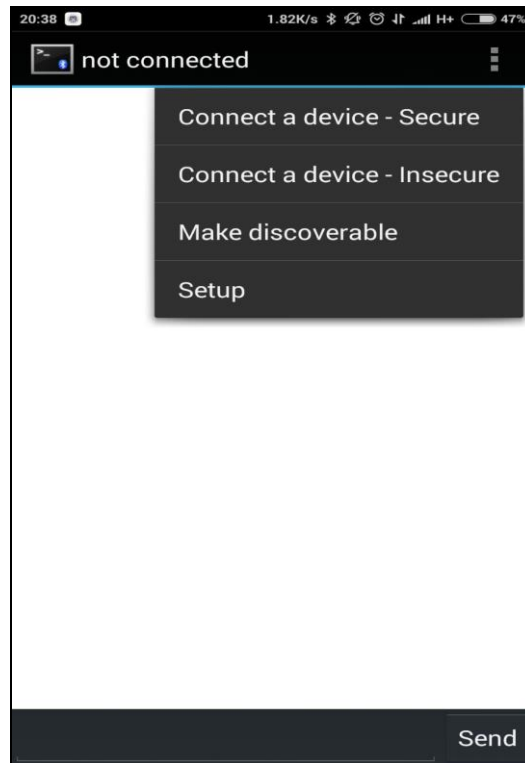 20:38 1.82K/s H+ 47%
>_ not connected
Connect a device - Secure
Connect a device - Insecure
Make discoverable
Setup
Send